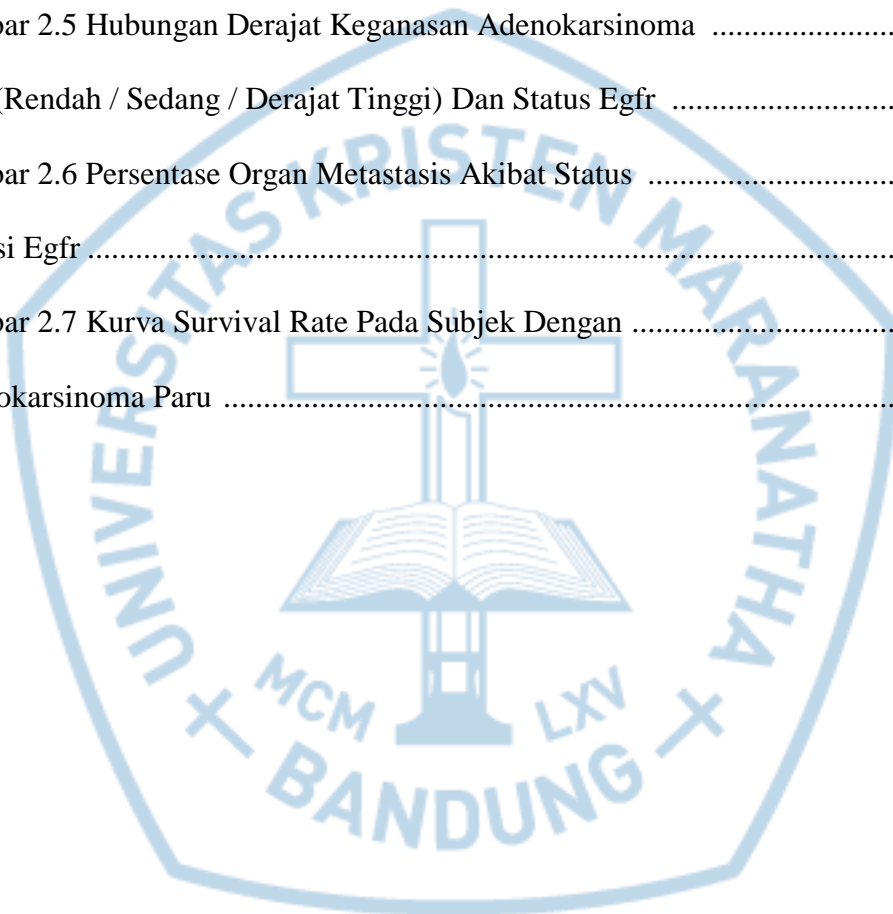 bar 2.5 Hubungan Derajat Keganasan Adenokarsinoma ......................
(Rendah / Sedang / Derajat Tinggi) Dan Status Egfr ............................
bar 2.6 Persentase Organ Metastasis Akibat Status ..............................
si Egfr ..........................................................................................................
bar 2.7 Kurva Survival Rate Pada Subjek Dengan ................................
okarsinoma Paru ......................................................................................
UNIVERSITAS KRISTEN MARANATHA
MCM LXV
BANDUNG